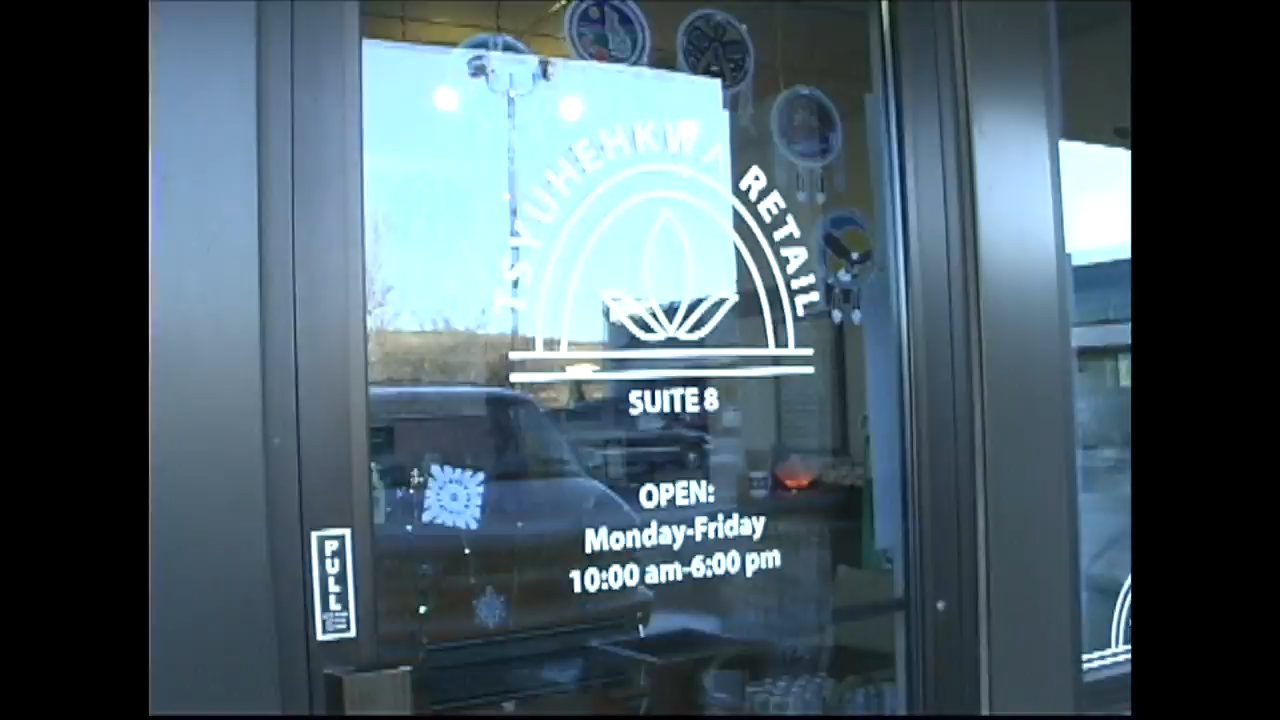 TSYUHEHKWA RETAIL
SUITE 8
OPEN:
Monday-Friday
10:00 am-6:00 pm
PULL